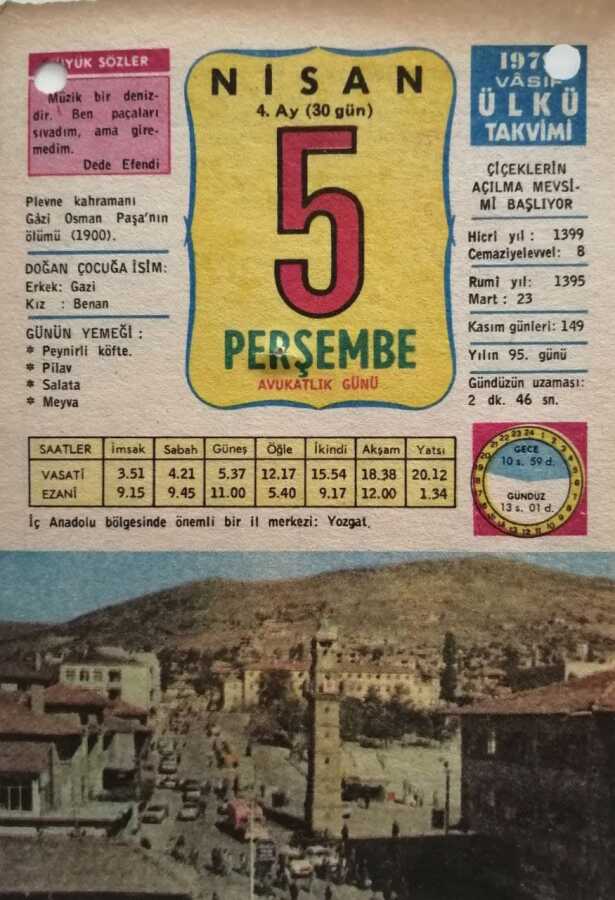 BÜYÜK SÖZLER
Müzik bir deniz-
dir. Ben paçaları
sıvadım, ama gire-
medim.
Dede Efendi
Plevne kahramanı
Gâzi Osman Paşa'nın
ölümü (1900).
DOĞAN ÇOCUĞA İSİM:
Erkek: Gazi
Kız : Benan
GÜNÜN YEMEĞİ :
* Peynirli köfte.
* Pilav
* Salata
* Meyva
NİSAN
4. Ay (30 gün)
5
PERŞEMBE
AVUKATLIK GÜNÜ
1979
VÂSIF
ÜLKÜ
TAKVİMİ
ÇİÇEKLERİN
AÇILMA MEVSİ-
Mİ BAŞLIYOR
Hicri yıl : 1399
Cemaziyelevvel: 8
Rumi yıl: 1395
Mart : 23
Kasım günleri: 149
Yılın 95. günü
Gündüzün uzaması:
2 dk. 46 sn.
SAATLER İmsak Sabah Güneş Öğle İkindi Akşam Yatsı
VASATİ 3.51 4.21 5.37 12.17 15.54 18.38 20.12
EZANİ 9.15 9.45 11.00 5.40 9.17 12.00 1.34
GECE
10 s. 59 d.
GÜNDÜZ
13 s. 01 d.
İç Anadolu bölgesinde önemli bir il merkezi: Yozgat.